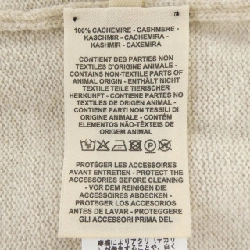 100% CACHEMIRE - CASHMERE
KASCHMIR - CACHEMIRA
KASHMIR - CAXEMIRA
CONTIENT DES PARTIES NON
TEXTILES D'ORIGINE ANIMALE -
CONTAINS NON-TEXTILE PARTS OF
ANIMAL ORIGIN - ENTHÄLT NICHT
TEXTILE TEILE TIERISCHER
HERKUNFT - CONTIENE PARTES NO
TEXTILES DE ORIGEN ANIMAL -
CONTIENE PARTI NON TESSILI DI
ORIGINE ANIMALE - CONTÉM
ELEMENTOS NÃO-TÊXTEIS DE
ORIGEM ANIMAL
PROTÉGER LES ACCESSOIRES
AVANT ENTRETIEN - PROTECT THE
ACCESSORIES BEFORE CLEANING
- VOR DEM REINIGEN DIE
ACCESSOIRES ABDECKEN -
PROTEGER LOS ACCESORIOS
ANTES DE LAVAR - PROTEGGERE
GLI ACCESSORI PRIMA DEL